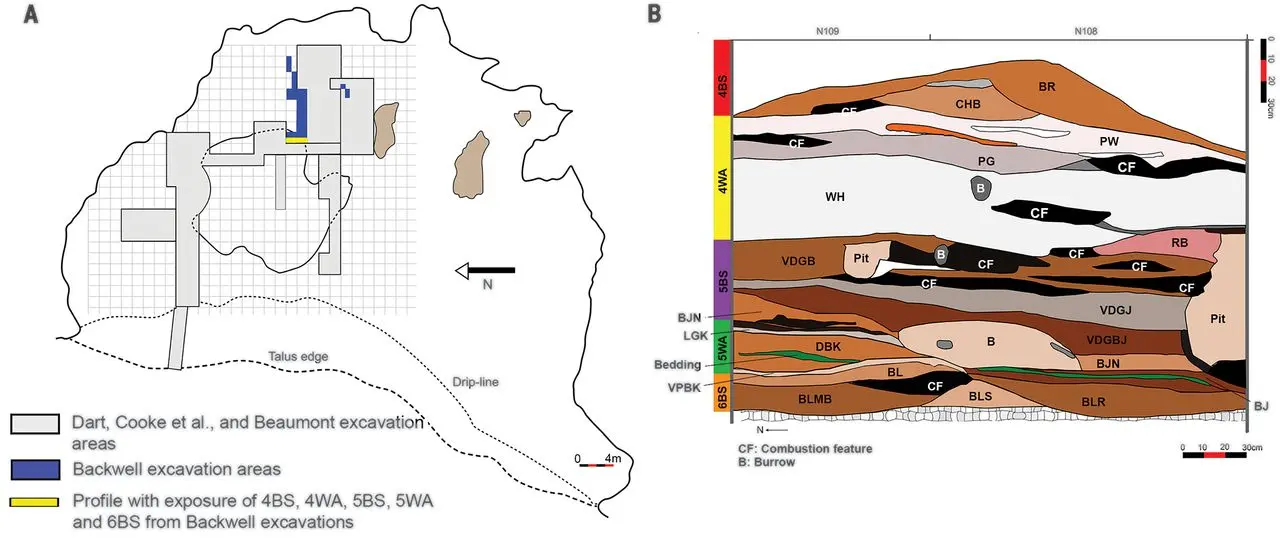 A
N
Talus edge
Drip-line
0 4m
Dart, Cooke et al., and Beaumont excavation
areas
Backwell excavation areas
Profile with exposure of 4BS, 4WA, 5BS, 5WA
and 6BS from Backwell excavations
B
N109
N108
0
10
20
30cm
4BS
4WA
5BS
5WA
6BS
BR
CHB
CF
PW
CF
PG
CF
B
WH
CF
RB
VDGB
Pit
B
CF
CF
CF
CF
CF
VDGJ
Pit
BJN
LGK
VDGBJ
B
DBK
BJN
Bedding
BL
VPBK
CF
BLMB
BLS
BLR
BJ
N
CF: Combustion feature
B: Burrow
0 10 20 30cm